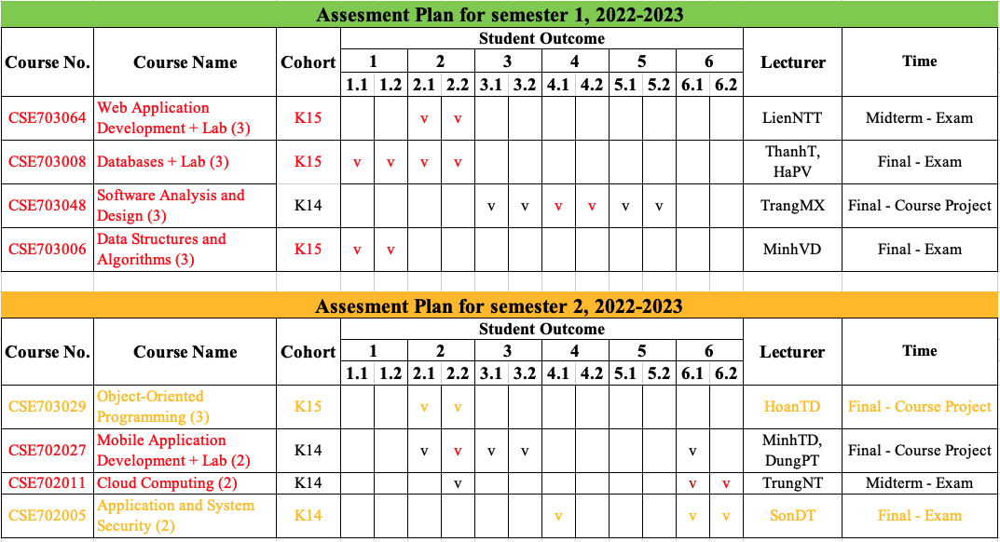 Assesment Plan for semester 1, 2022-2023
Student Outcome
Course No. Course Name Cohort 1 2 3 4 5 6 Lecturer Time
1.1 1.2 2.1 2.2 3.1 3.2 4.1 4.2 5.1 5.2 6.1 6.2
Web Application
CSE703064 K15 v v LienNTT Midterm - Exam
Development + Lab (3)
ThanhT,
CSE703008 Databases + Lab (3) K15 v v v v Final - Exam
HaPV
Software Analysis and
CSE703048 K14 v v v v v v TrangMX Final - Course Project
Design (3)
Data Structures and
CSE703006 K15 v v MinhVD Final - Exam
Algorithms (3)
Assesment Plan for semester 2, 2022-2023
Student Outcome
Course No. Course Name Cohort 1 2 3 4 5 6 Lecturer Time
1.1 1.2 2.1 2.2 3.1 3.2 4.1 4.2 5.1 5.2 6.1 6.2
Object-Oriented
CSE703029 K15 v v HoanTD Final - Course Project
Programming (3)
Mobile Application MinhTD,
CSE702027 K14 v v v v v Final - Course Project
Development + Lab (2) DungPT
CSE702011 Cloud Computing (2) K14 v v v TrungNT Midterm - Exam
Application and System
CSE702005 K14 v v v SonDT Final - Exam
Security (2)